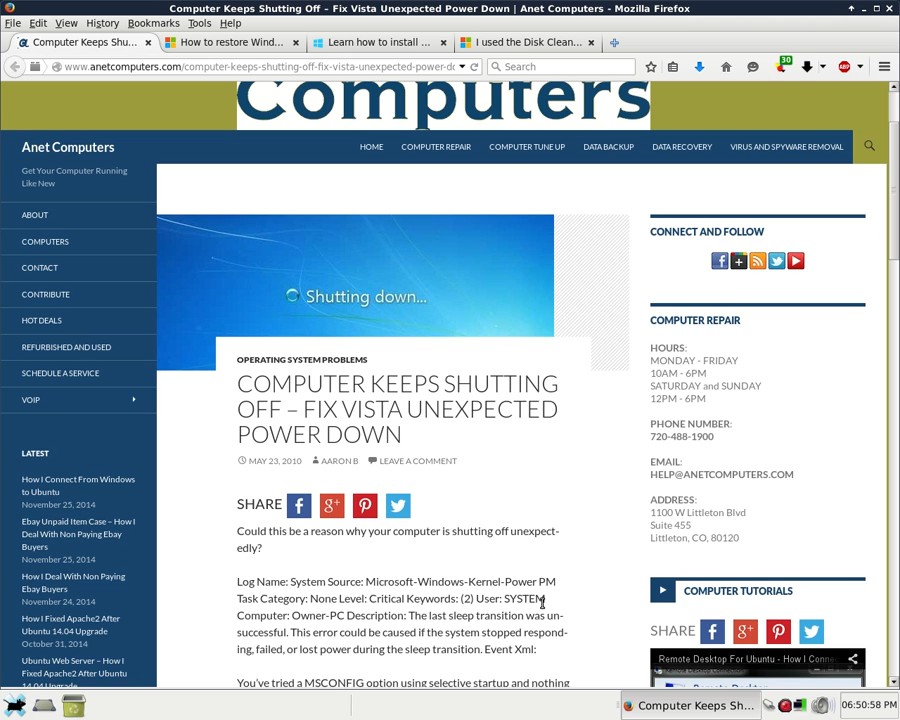 Computer Keeps Shutting Off – Fix Vista Unexpected Power Down | Anet Computers - Mozilla Firefox
File Edit View History Bookmarks Tools Help
Computer Keeps Shu...
How to restore Wind...
Learn how to install ...
I used the Disk Clean...
www.anetcomputers.com/computer-keeps-shutting-off-fix-vista-unexpected-power-dc
Search
30
ABP
Computers
Anet Computers
HOME COMPUTER REPAIR COMPUTER TUNE UP DATA BACKUP DATA RECOVERY VIRUS AND SPYWARE REMOVAL
Get Your Computer Running
Like New
ABOUT
COMPUTERS
CONTACT
CONTRIBUTE
HOT DEALS
REFURBISHED AND USED
SCHEDULE A SERVICE
VOIP
LATEST
How I Connect From Windows
to Ubuntu
November 25, 2014
Ebay Unpaid Item Case – How I
Deal With Non Paying Ebay
Buyers
November 25, 2014
How I Deal With Non Paying
Ebay Buyers
November 24, 2014
How I Fixed Apache2 After
Ubuntu 14.04 Upgrade
October 31, 2014
Ubuntu Web Server – How I
Fixed Apache2 After Ubuntu
14.04 Upgrade
Shutting down...
OPERATING SYSTEM PROBLEMS
COMPUTER KEEPS SHUTTING
OFF – FIX VISTA UNEXPECTED
POWER DOWN
MAY 23, 2010 AARON B LEAVE A COMMENT
SHARE
Could this be a reason why your computer is shutting off unexpect-
edly?
Log Name: System Source: Microsoft-Windows-Kernel-Power PM
Task Category: None Level: Critical Keywords: (2) User: SYSTEM
Computer: Owner-PC Description: The last sleep transition was un-
successful. This error could be caused if the system stopped respond-
ing, failed, or lost power during the sleep transition. Event Xml:
You've tried a MSCONFIG option using selective startup and nothing
CONNECT AND FOLLOW
COMPUTER REPAIR
HOURS:
MONDAY - FRIDAY
10AM - 6PM
SATURDAY and SUNDAY
12PM - 6PM
PHONE NUMBER:
720-488-1900
EMAIL:
HELP@ANETCOMPUTERS.COM
ADDRESS:
1100 W Littleton Blvd
Suite 455
Littleton, CO, 80120
COMPUTER TUTORIALS
SHARE
Remote Desktop For Ubuntu - How I Conne
Computer Keeps Sh...
06:50:58 PM